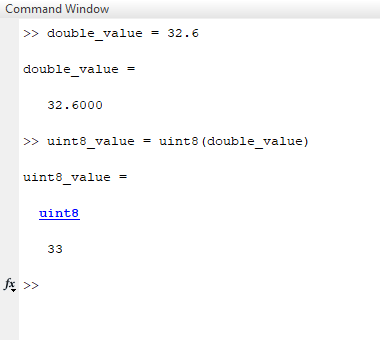 Command Window
>> double_value = 32.6
double_value =
32.6000
>> uint8_value = uint8(double_value)
uint8_value =
uint8
33
fx >>